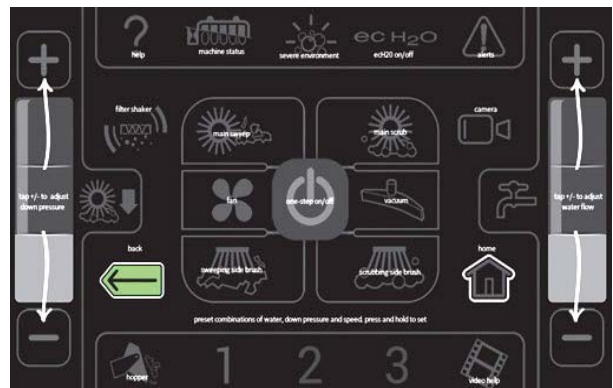 help
machine status
severe environment
ec H₂O
ecH20 on/off
alerts
filter shaker
main sweep
main scrub
camera
tap +/- to adjust
down pressure
fan
one-step on/off
vacuum
tap +/- to adjust
water flow
back
sweeping side brush
scrubbing side brush
home
preset combinations of water, down pressure and speed. press and hold to set
hopper
1
2
3
video help